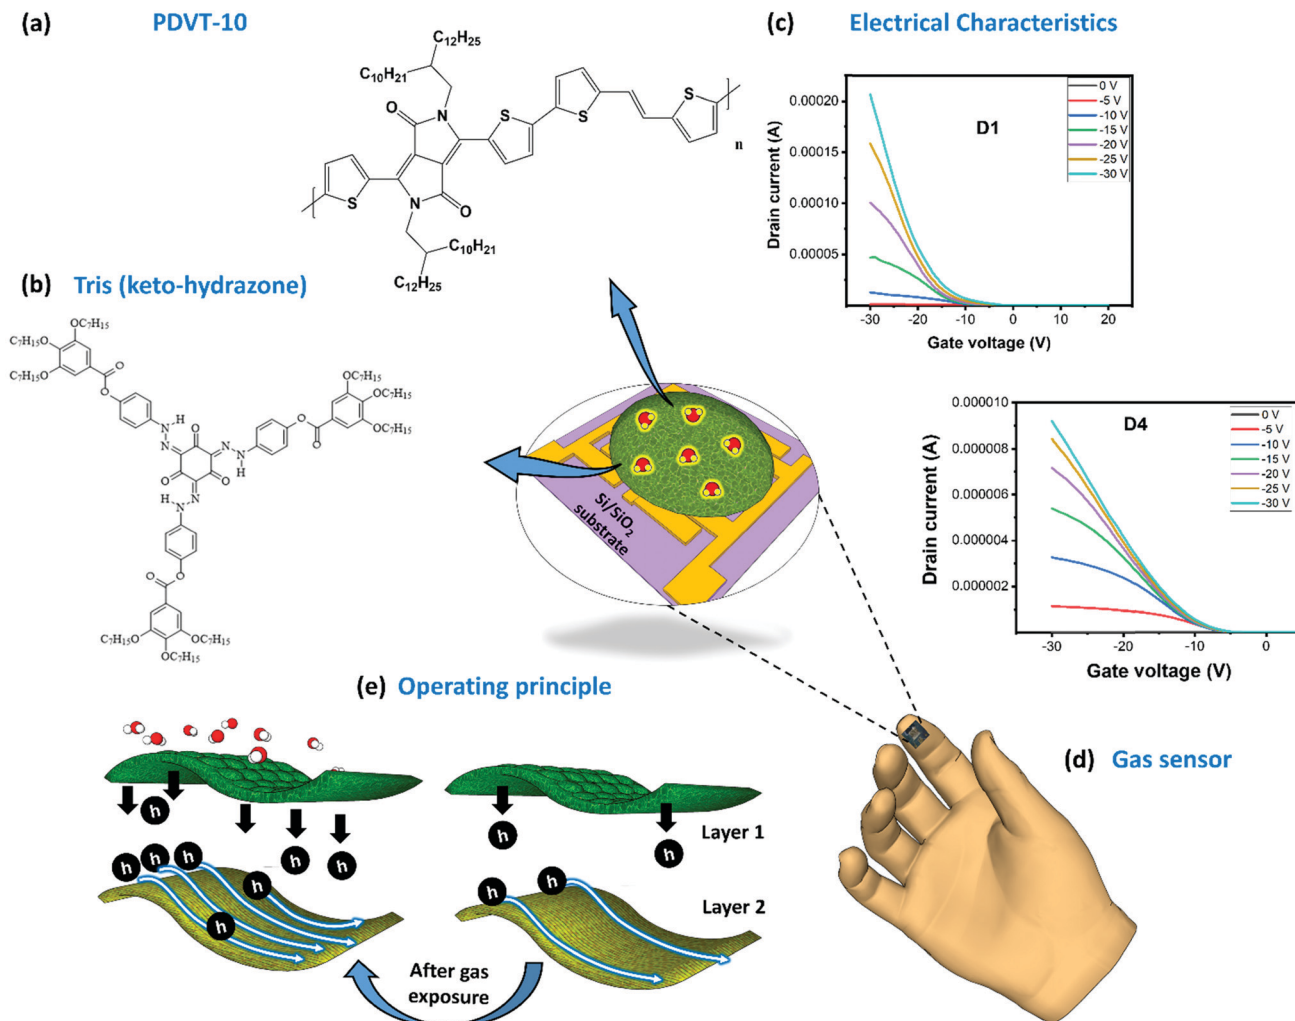 (a) PDVT-10
C12H25
C10H21
O
N
S
S
S
S
N
O
n
C10H21
C12H25
(b) Tris (keto-hydrazone)
OC7H15
C7H15O
C7H15O
O
O
N
H
N
O
O
N
N
H
O
O
OC7H15
OC7H15
OC7H15
O
O
H
N
N
O
O
C7H15O
OC7H15
OC7H15
(c) Electrical Characteristics
0.00020
0.00015
0.00010
0.00005
Drain current (A)
D1
0 V
-5 V
-10 V
-15 V
-20 V
-25 V
-30 V
-30 -20 -10 0 10 20
Gate voltage (V)
0.000010
0.000008
0.000006
0.000004
0.000002
Drain current (A)
D4
0 V
-5 V
-10 V
-15 V
-20 V
-25 V
-30 V
-30 -20 -10 0
Gate voltage (V)
Si/SiO2
substrate
(d) Gas sensor
(e) Operating principle
h
h
h
h
h
h
h
h
Layer 1
h
h
h
h
Layer 2
After gas
exposure